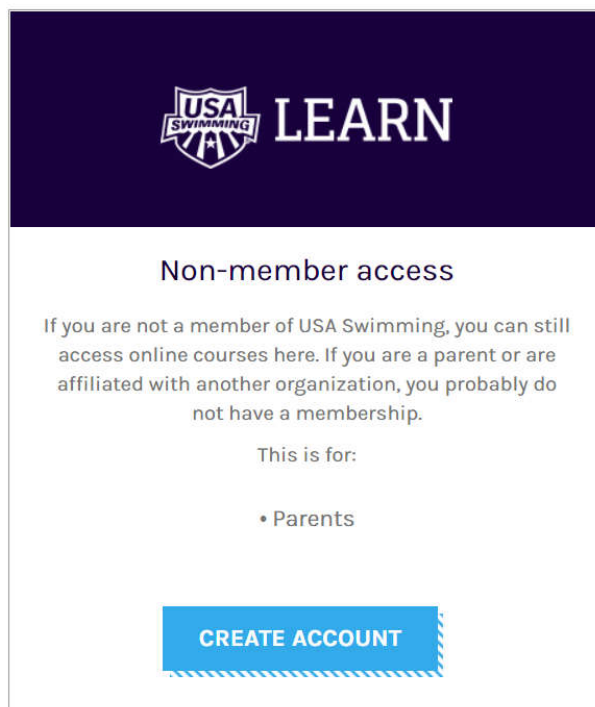 USA
SWIMMING
LEARN
Non-member access
If you are not a member of USA Swimming, you can still
access online courses here. If you are a parent or are
affiliated with another organization, you probably do
not have a membership.
This is for:
• Parents
CREATE ACCOUNT